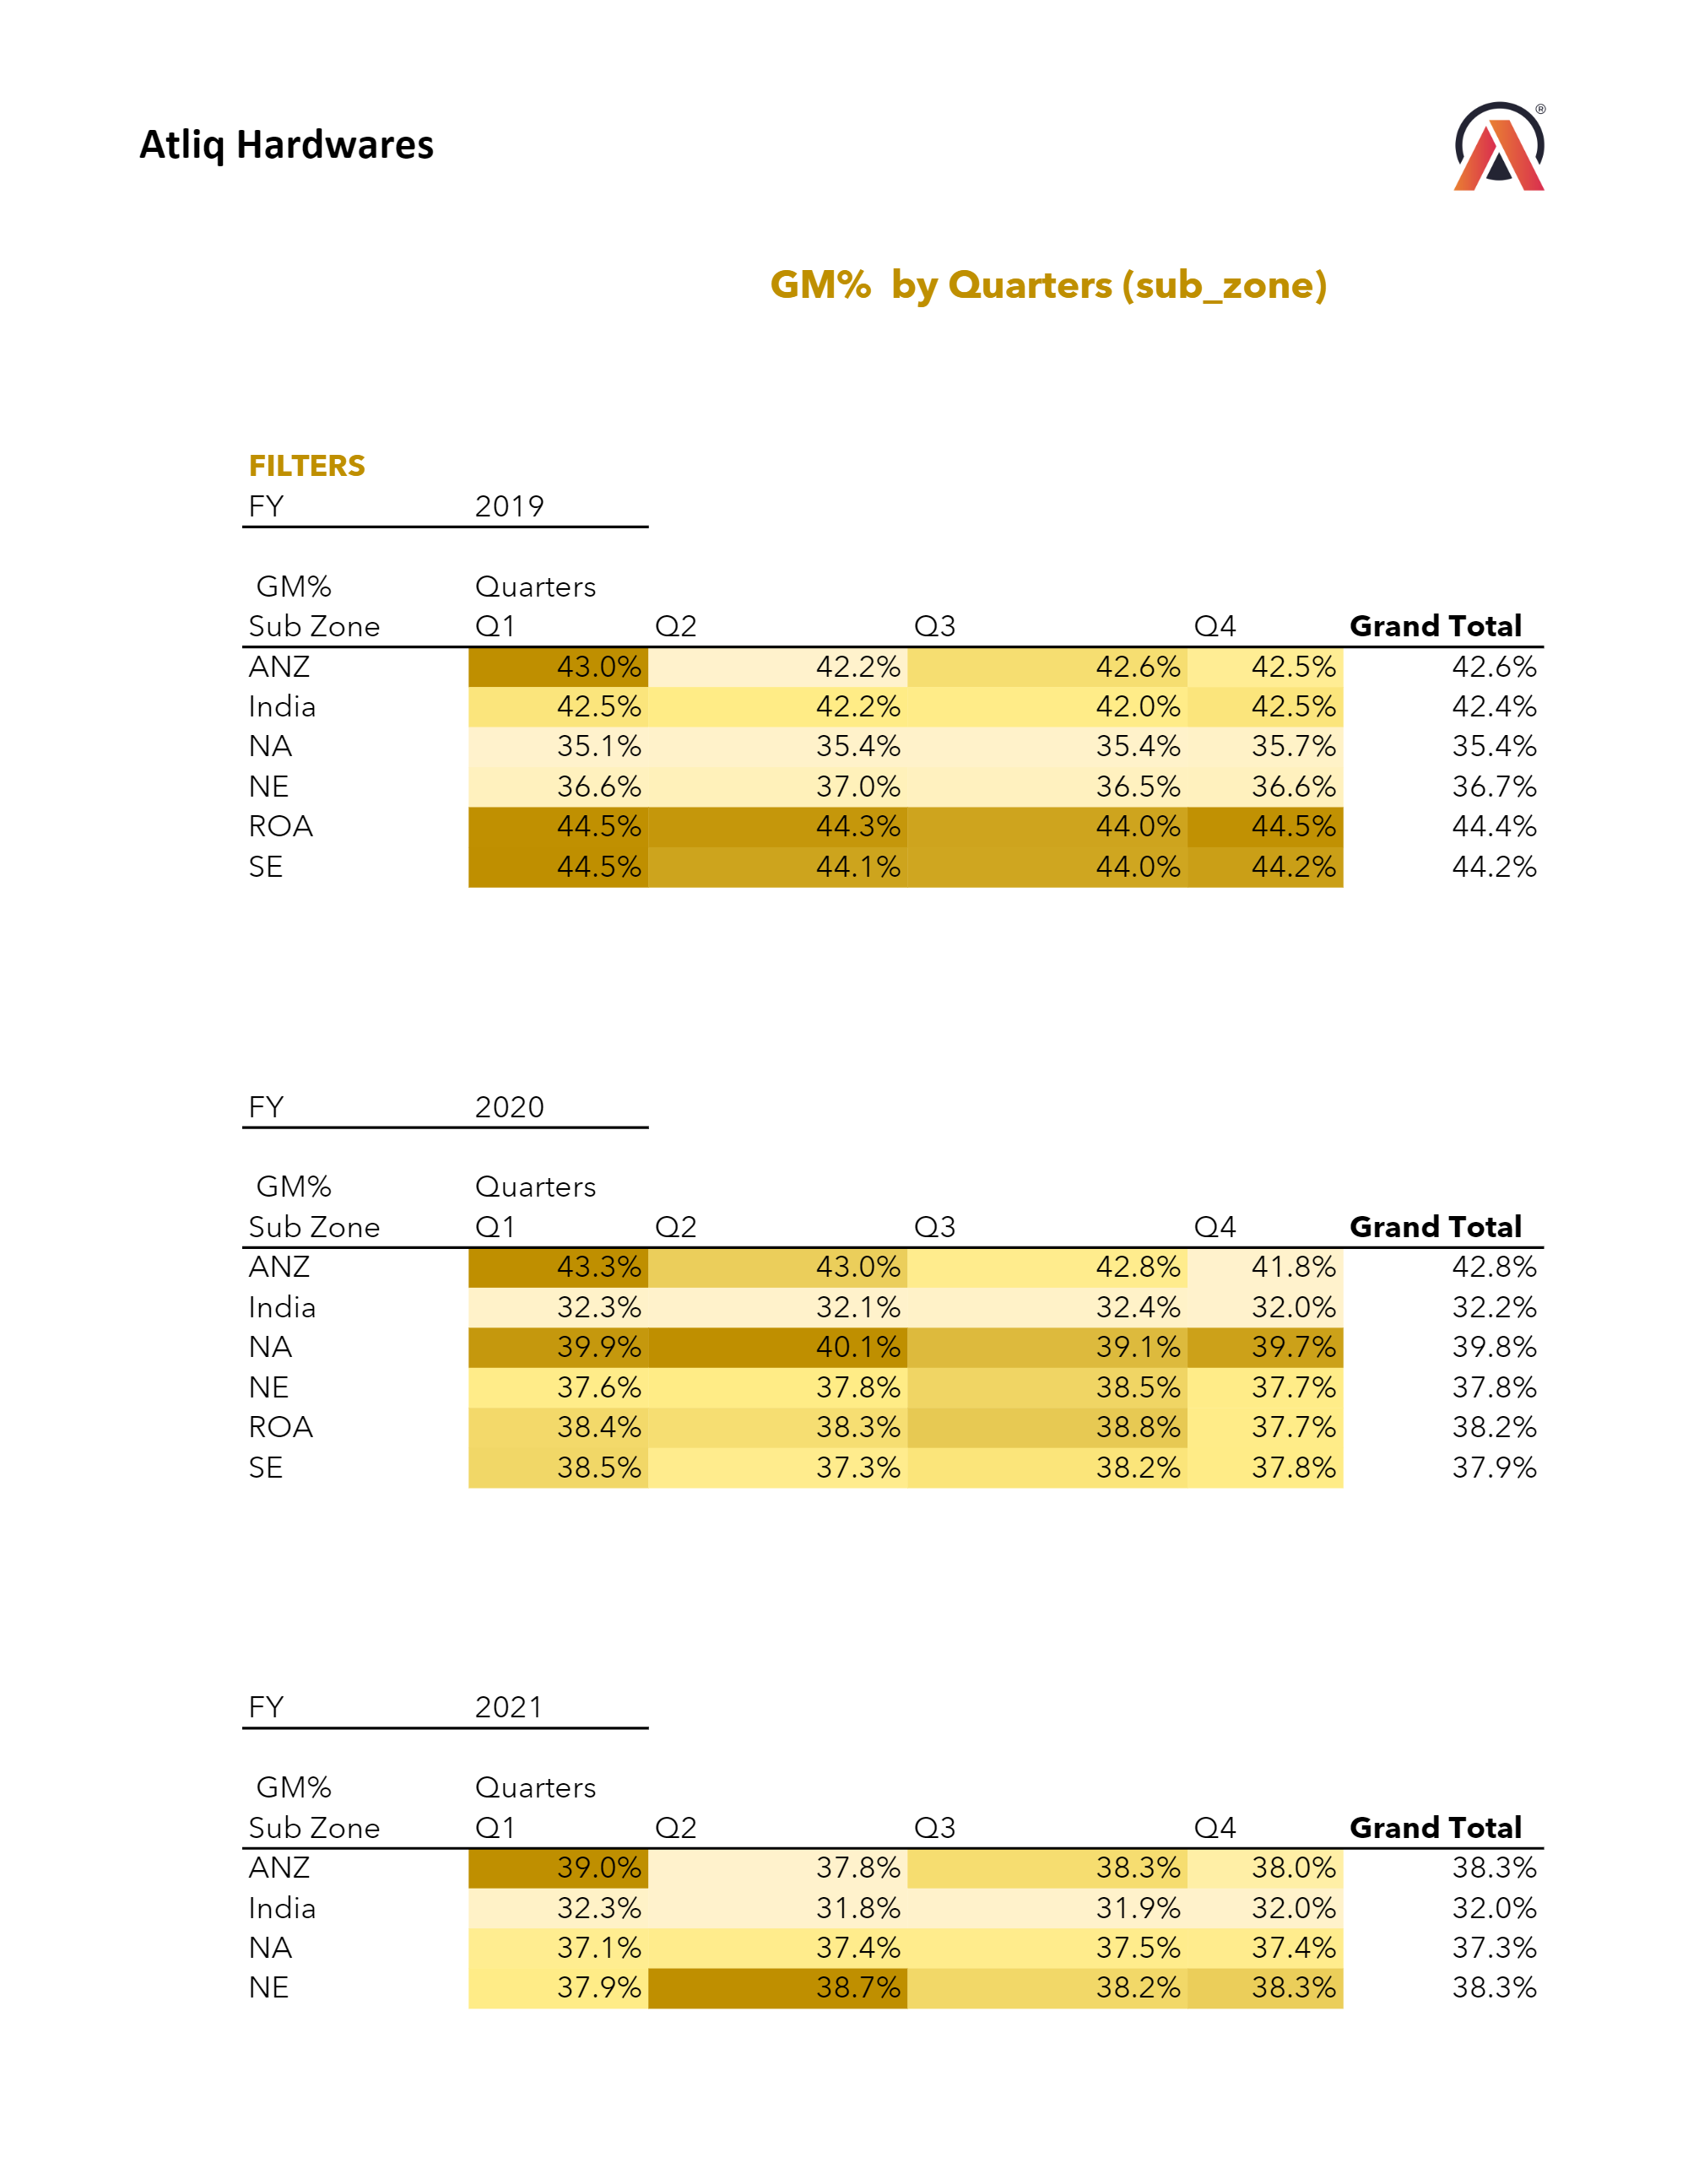 Atliq Hardwares
®
GM% by Quarters (sub_zone)
FILTERS
FY 2019
GM% Quarters
Sub Zone Q1 Q2 Q3 Q4 Grand Total
ANZ 43.0% 42.2% 42.6% 42.5% 42.6%
India 42.5% 42.2% 42.0% 42.5% 42.4%
NA 35.1% 35.4% 35.4% 35.7% 35.4%
NE 36.6% 37.0% 36.5% 36.6% 36.7%
ROA 44.5% 44.3% 44.0% 44.5% 44.4%
SE 44.5% 44.1% 44.0% 44.2% 44.2%
FY 2020
GM% Quarters
Sub Zone Q1 Q2 Q3 Q4 Grand Total
ANZ 43.3% 43.0% 42.8% 41.8% 42.8%
India 32.3% 32.1% 32.4% 32.0% 32.2%
NA 39.9% 40.1% 39.1% 39.7% 39.8%
NE 37.6% 37.8% 38.5% 37.7% 37.8%
ROA 38.4% 38.3% 38.8% 37.7% 38.2%
SE 38.5% 37.3% 38.2% 37.8% 37.9%
FY 2021
GM% Quarters
Sub Zone Q1 Q2 Q3 Q4 Grand Total
ANZ 39.0% 37.8% 38.3% 38.0% 38.3%
India 32.3% 31.8% 31.9% 32.0% 32.0%
NA 37.1% 37.4% 37.5% 37.4% 37.3%
NE 37.9% 38.7% 38.2% 38.3% 38.3%